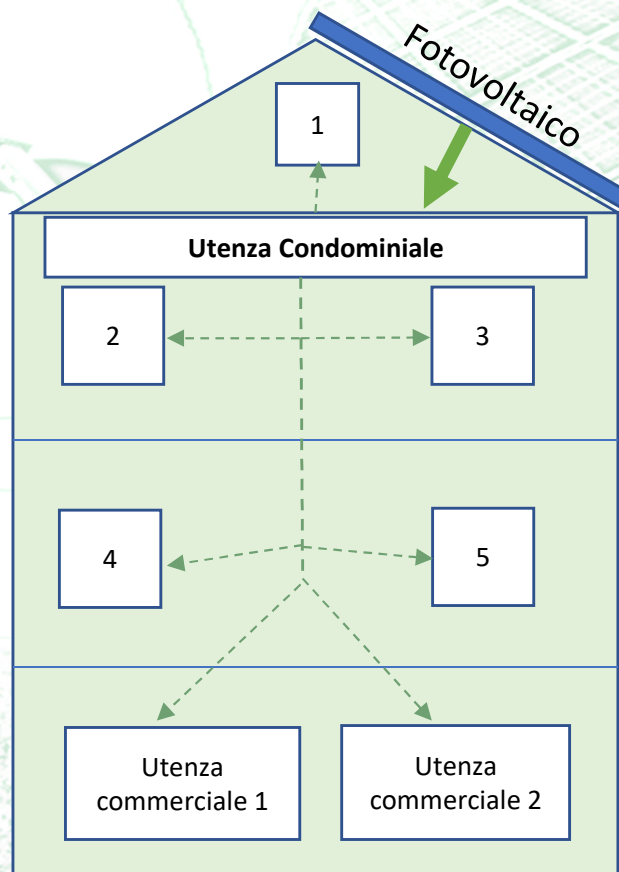 Fotovoltaico
1
Utenza Condominiale
2
3
4
5
Utenza
commerciale 1
Utenza
commerciale 2